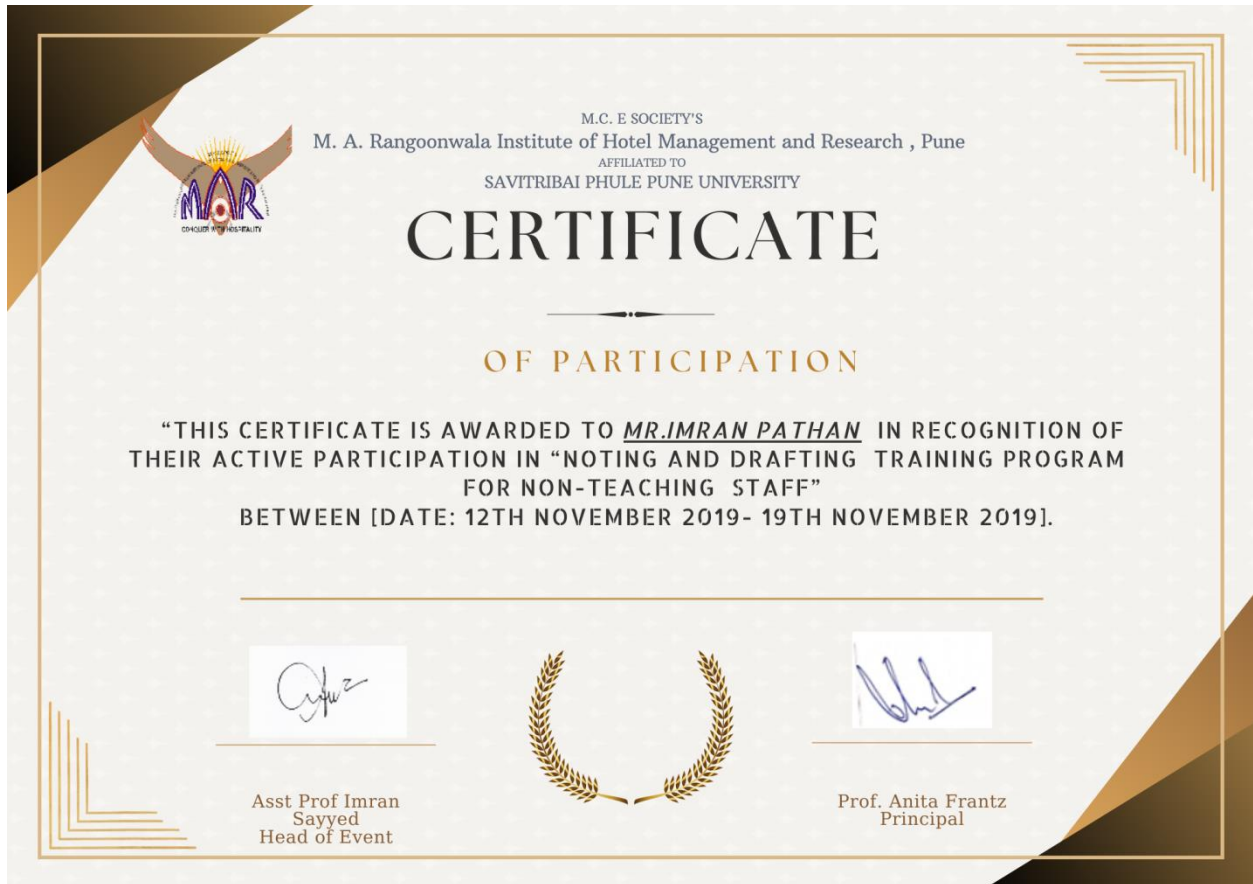 M.C. E SOCIETY'S
M. A. Rangoonwala Institute of Hotel Management and Research , Pune
AFFILIATED TO
SAVITRIBAI PHULE PUNE UNIVERSITY
MAR
CONQUER WITH HOSPITALITY
CERTIFICATE
OF PARTICIPATION
“THIS CERTIFICATE IS AWARDED TO MR.IMRAN PATHAN IN RECOGNITION OF
THEIR ACTIVE PARTICIPATION IN “NOTING AND DRAFTING TRAINING PROGRAM
FOR NON-TEACHING STAFF”
BETWEEN [DATE: 12TH NOVEMBER 2019- 19TH NOVEMBER 2019].
Asst Prof Imran
Sayyed
Head of Event
Prof. Anita Frantz
Principal